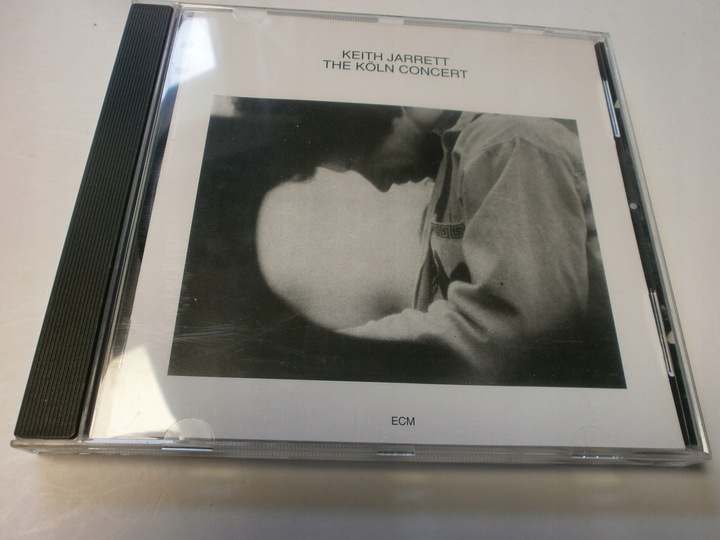 KEITH JARRETT
THE KÖLN CONCERT
ECM